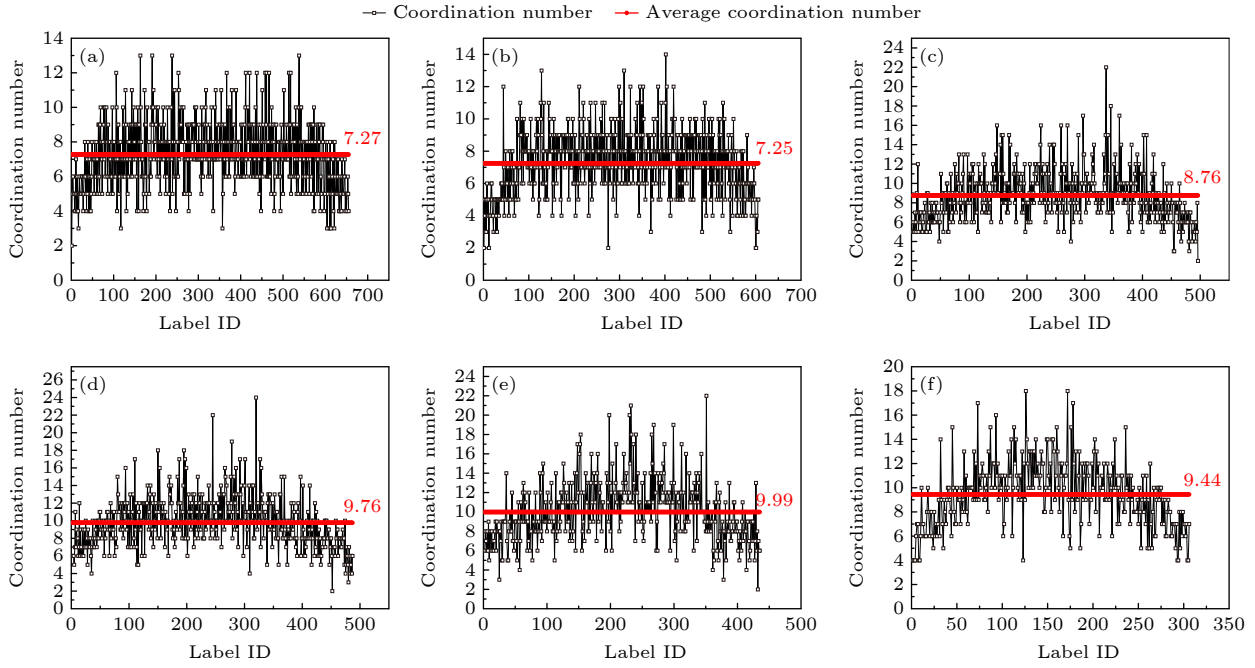 Coordination number Average coordination number
(a) (b) (c)
14 12 10 8 6 4 2 0
Coordination number
7.27
0 100 200 300 400 500 600 700
Label ID
14 12 10 8 6 4 2 0
Coordination number
7.25
0 100 200 300 400 500 600 700
Label ID
24 22 20 18 16 14 12 10 8 6 4 2 0
Coordination number
8.76
0 100 200 300 400 500
Label ID
(d) (e) (f)
26 24 22 20 18 16 14 12 10 8 6 4 2 0
Coordination number
9.76
0 100 200 300 400 500
Label ID
24 22 20 18 16 14 12 10 8 6 4 2 0
Coordination number
9.99
0 100 200 300 400 500
Label ID
20 18 16 14 12 10 8 6 4 2 0
Coordination number
9.44
0 50 100 150 200 250 300 350
Label ID